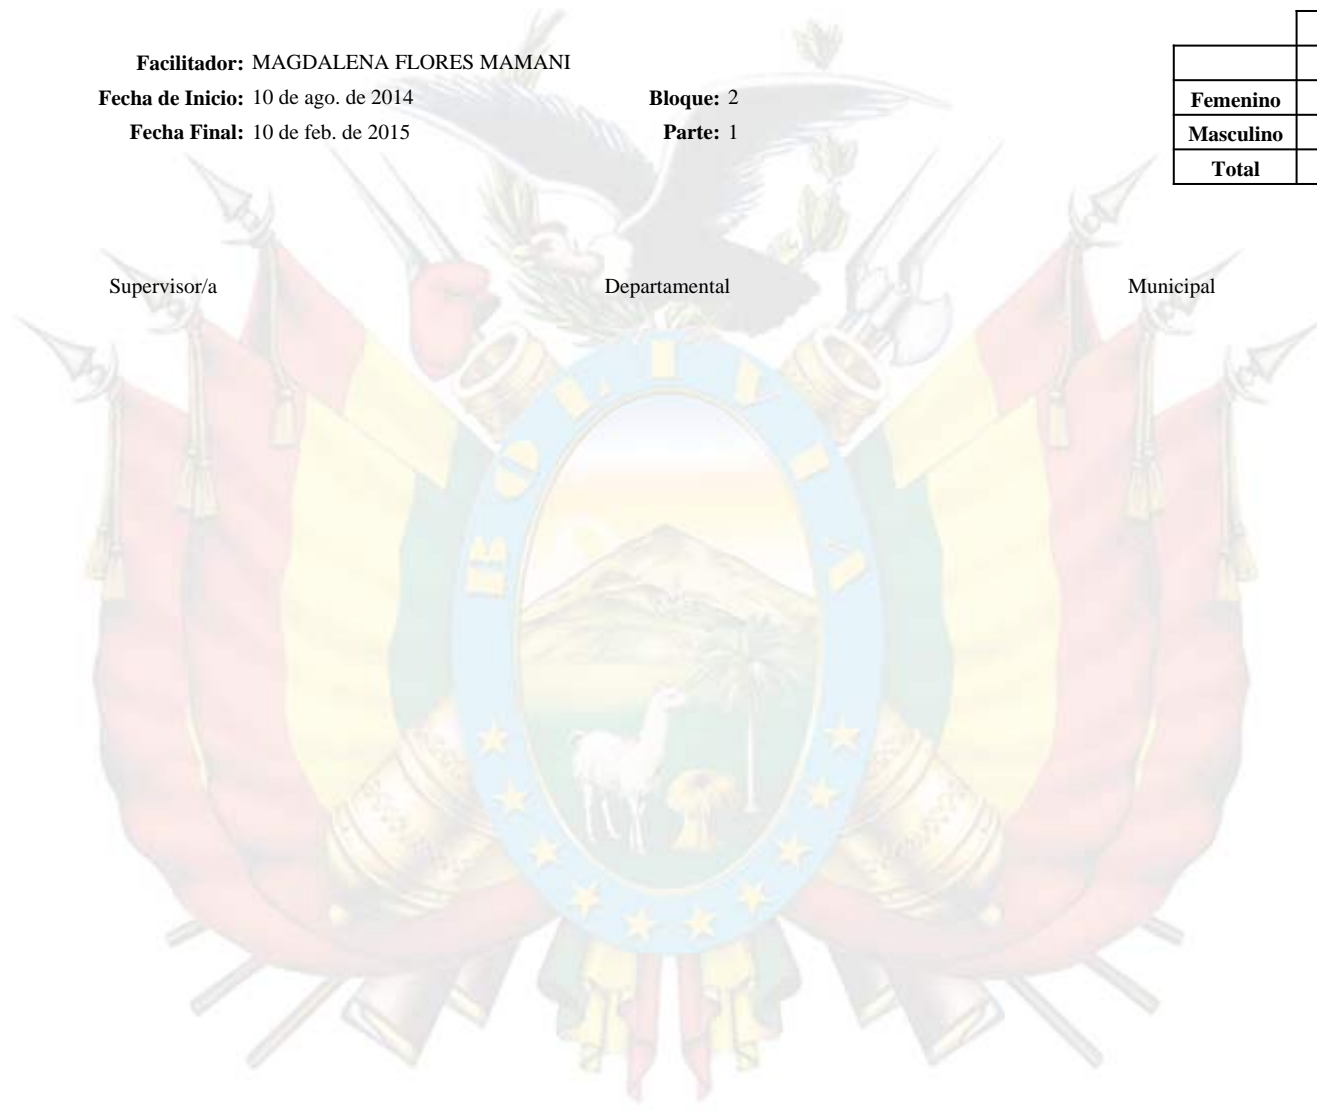 Facilitador: MAGDALENA FLORES MAMANI
Fecha de Inicio: 10 de ago. de 2014 Bloque: 2
Fecha Final: 10 de feb. de 2015 Parte: 1
Femenino
Masculino
Total
Supervisor/a Departamental Municipal
BOLIVIA